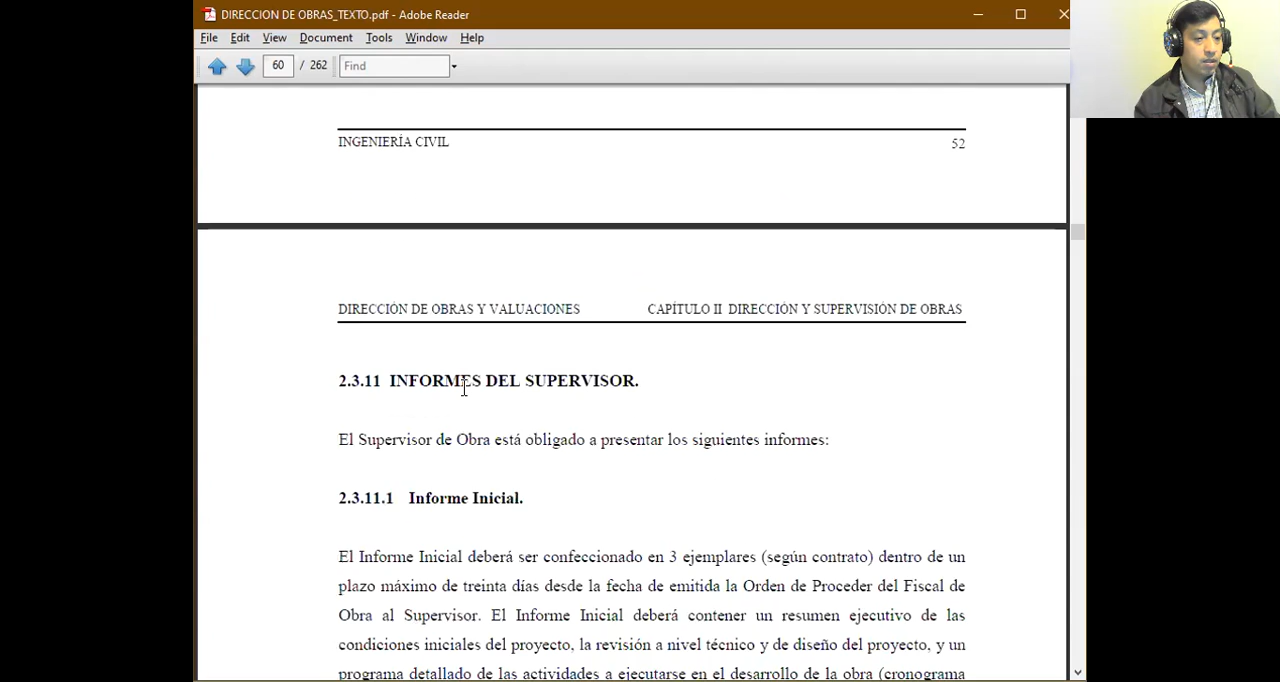 DIRECCION DE OBRAS_TEXTO.pdf - Adobe Reader
File Edit View Document Tools Window Help
60 / 262 Find
INGENIERÍA CIVIL 52
DIRECCIÓN DE OBRAS Y VALUACIONES CAPÍTULO II DIRECCIÓN Y SUPERVISIÓN DE OBRAS
2.3.11 INFORMES DEL SUPERVISOR.
El Supervisor de Obra está obligado a presentar los siguientes informes:
2.3.11.1 Informe Inicial.
El Informe Inicial deberá ser confeccionado en 3 ejemplares (según contrato) dentro de un
plazo máximo de treinta días desde la fecha de emitida la Orden de Proceder del Fiscal de
Obra al Supervisor. El Informe Inicial deberá contener un resumen ejecutivo de las
condiciones iniciales del proyecto, la revisión a nivel técnico y de diseño del proyecto, y un
programa detallado de las actividades a ejecutarse en el desarrollo de la obra (cronograma